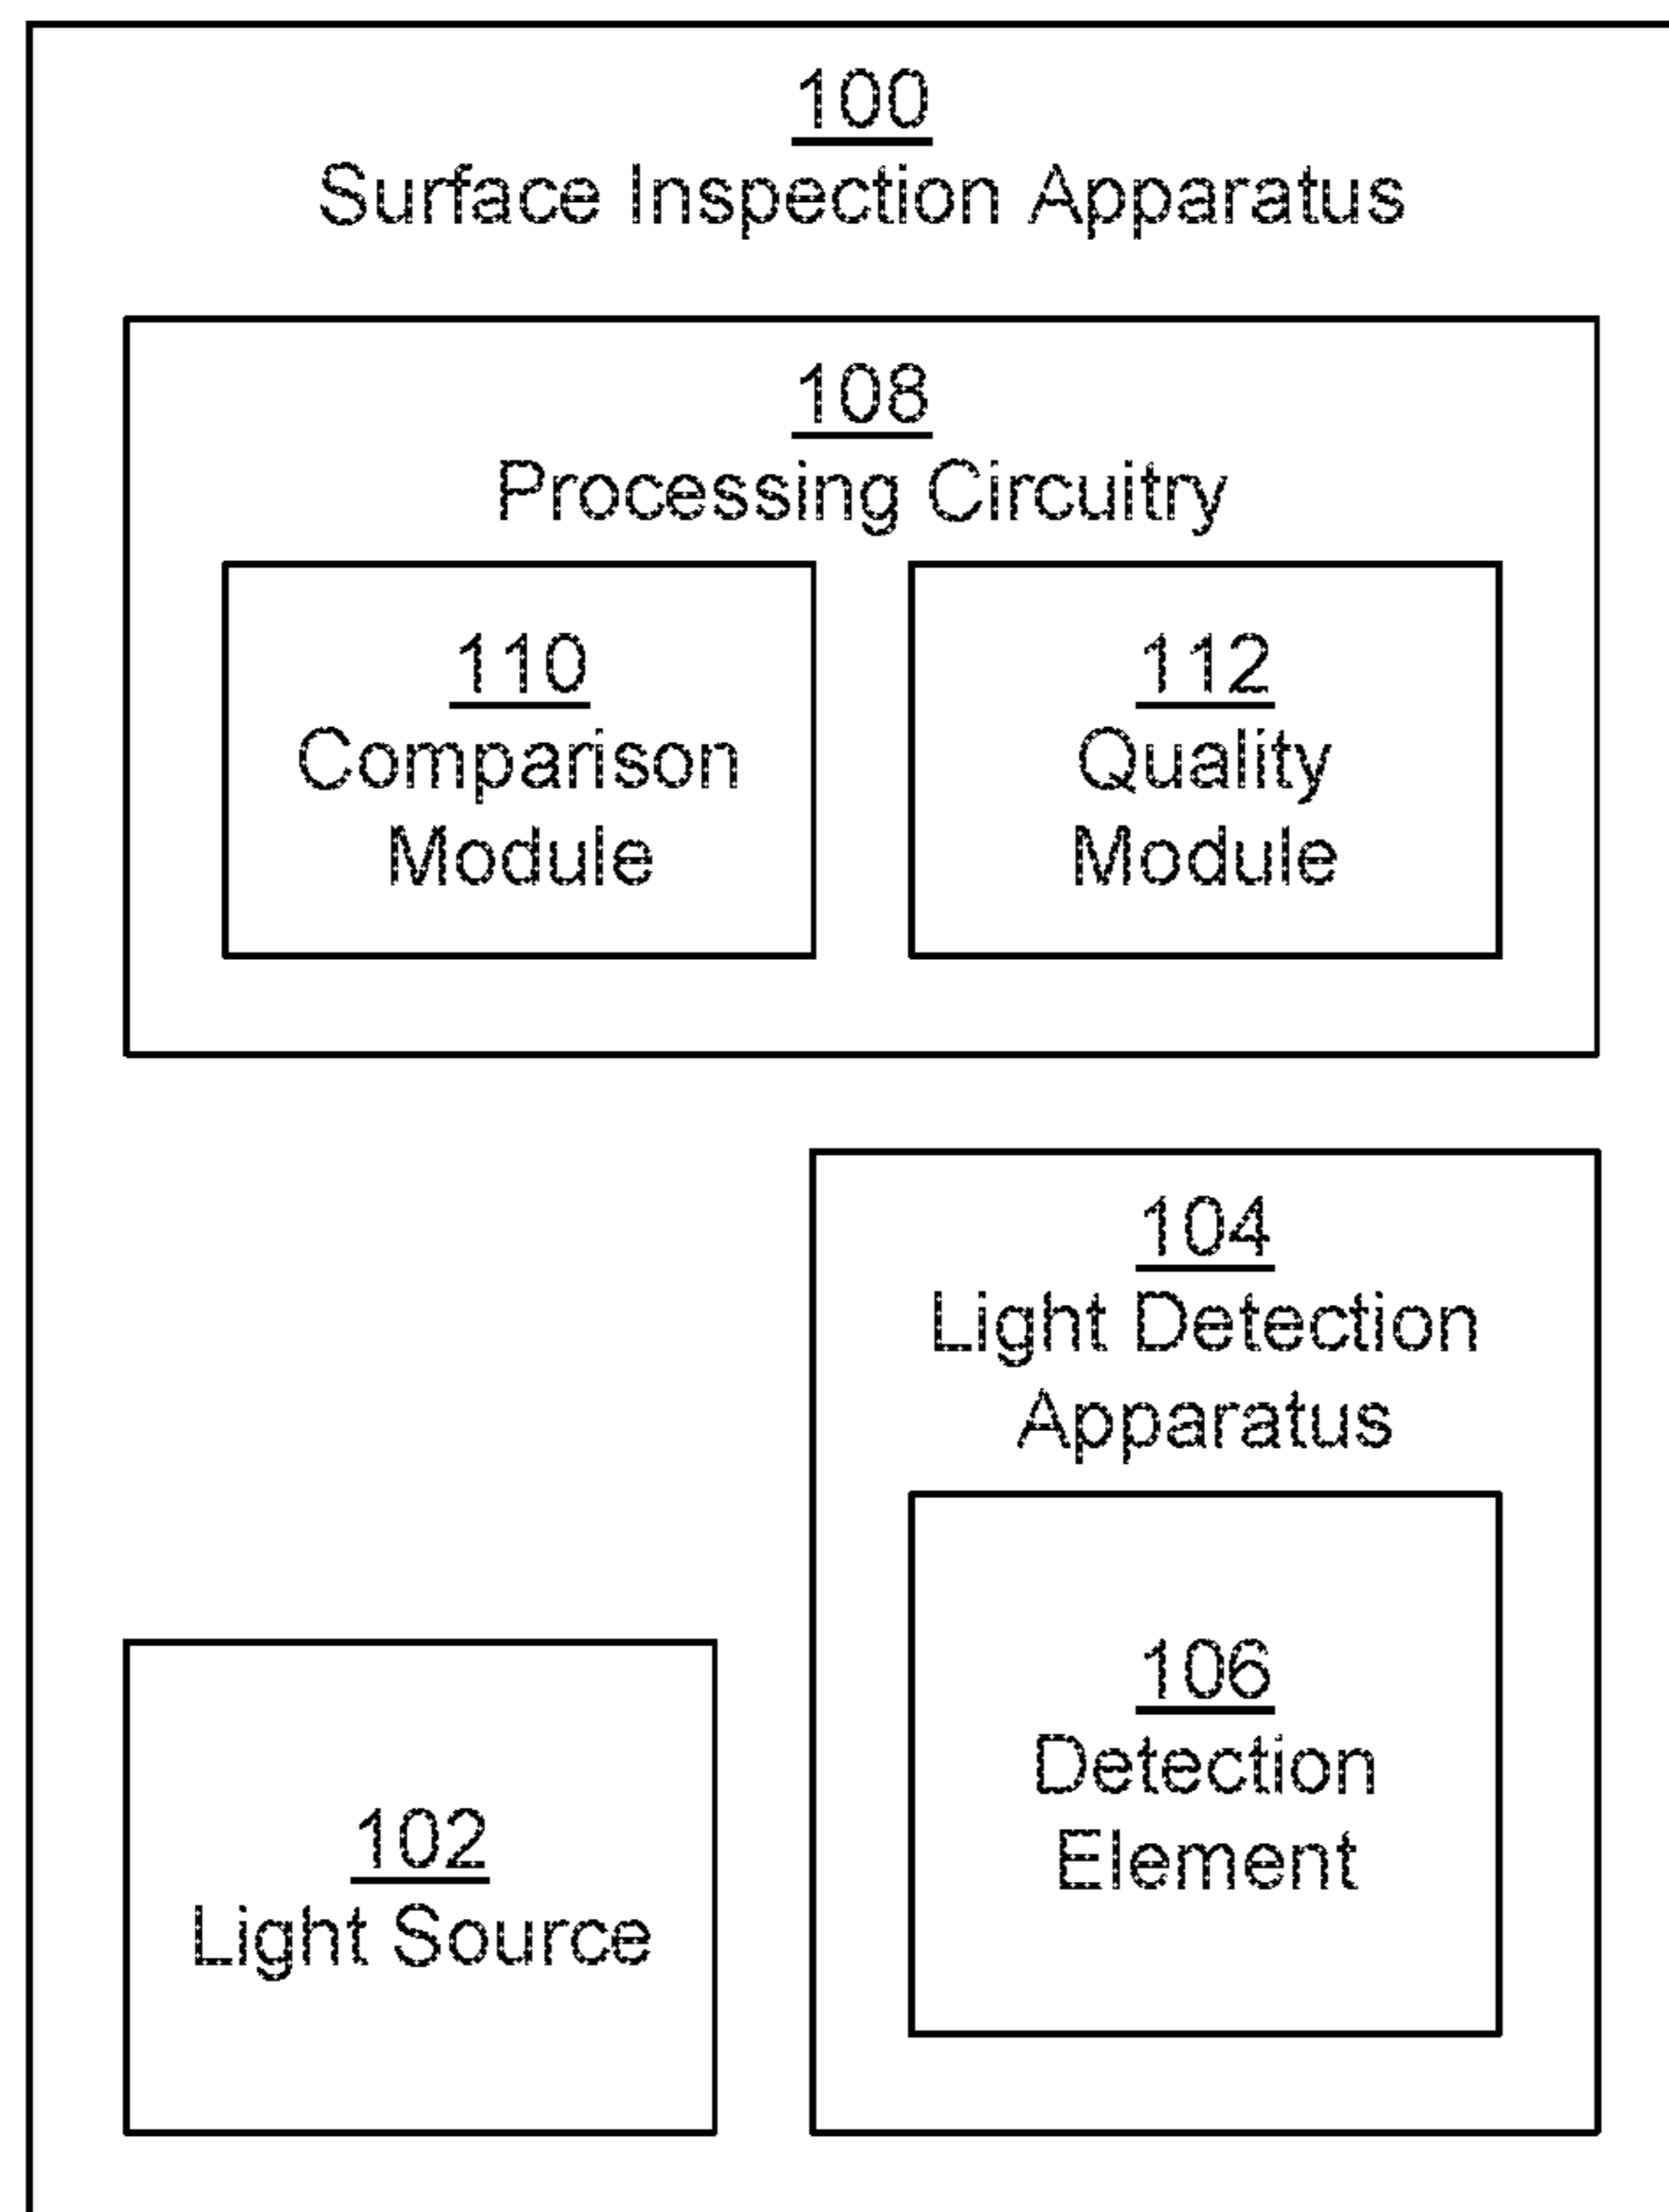 100
Surface Inspection Apparatus
108
Processing Circuitry
110
Comparison
Module
112
Quality
Module
104
Light Detection
Apparatus
106
Detection
Element
102
Light Source